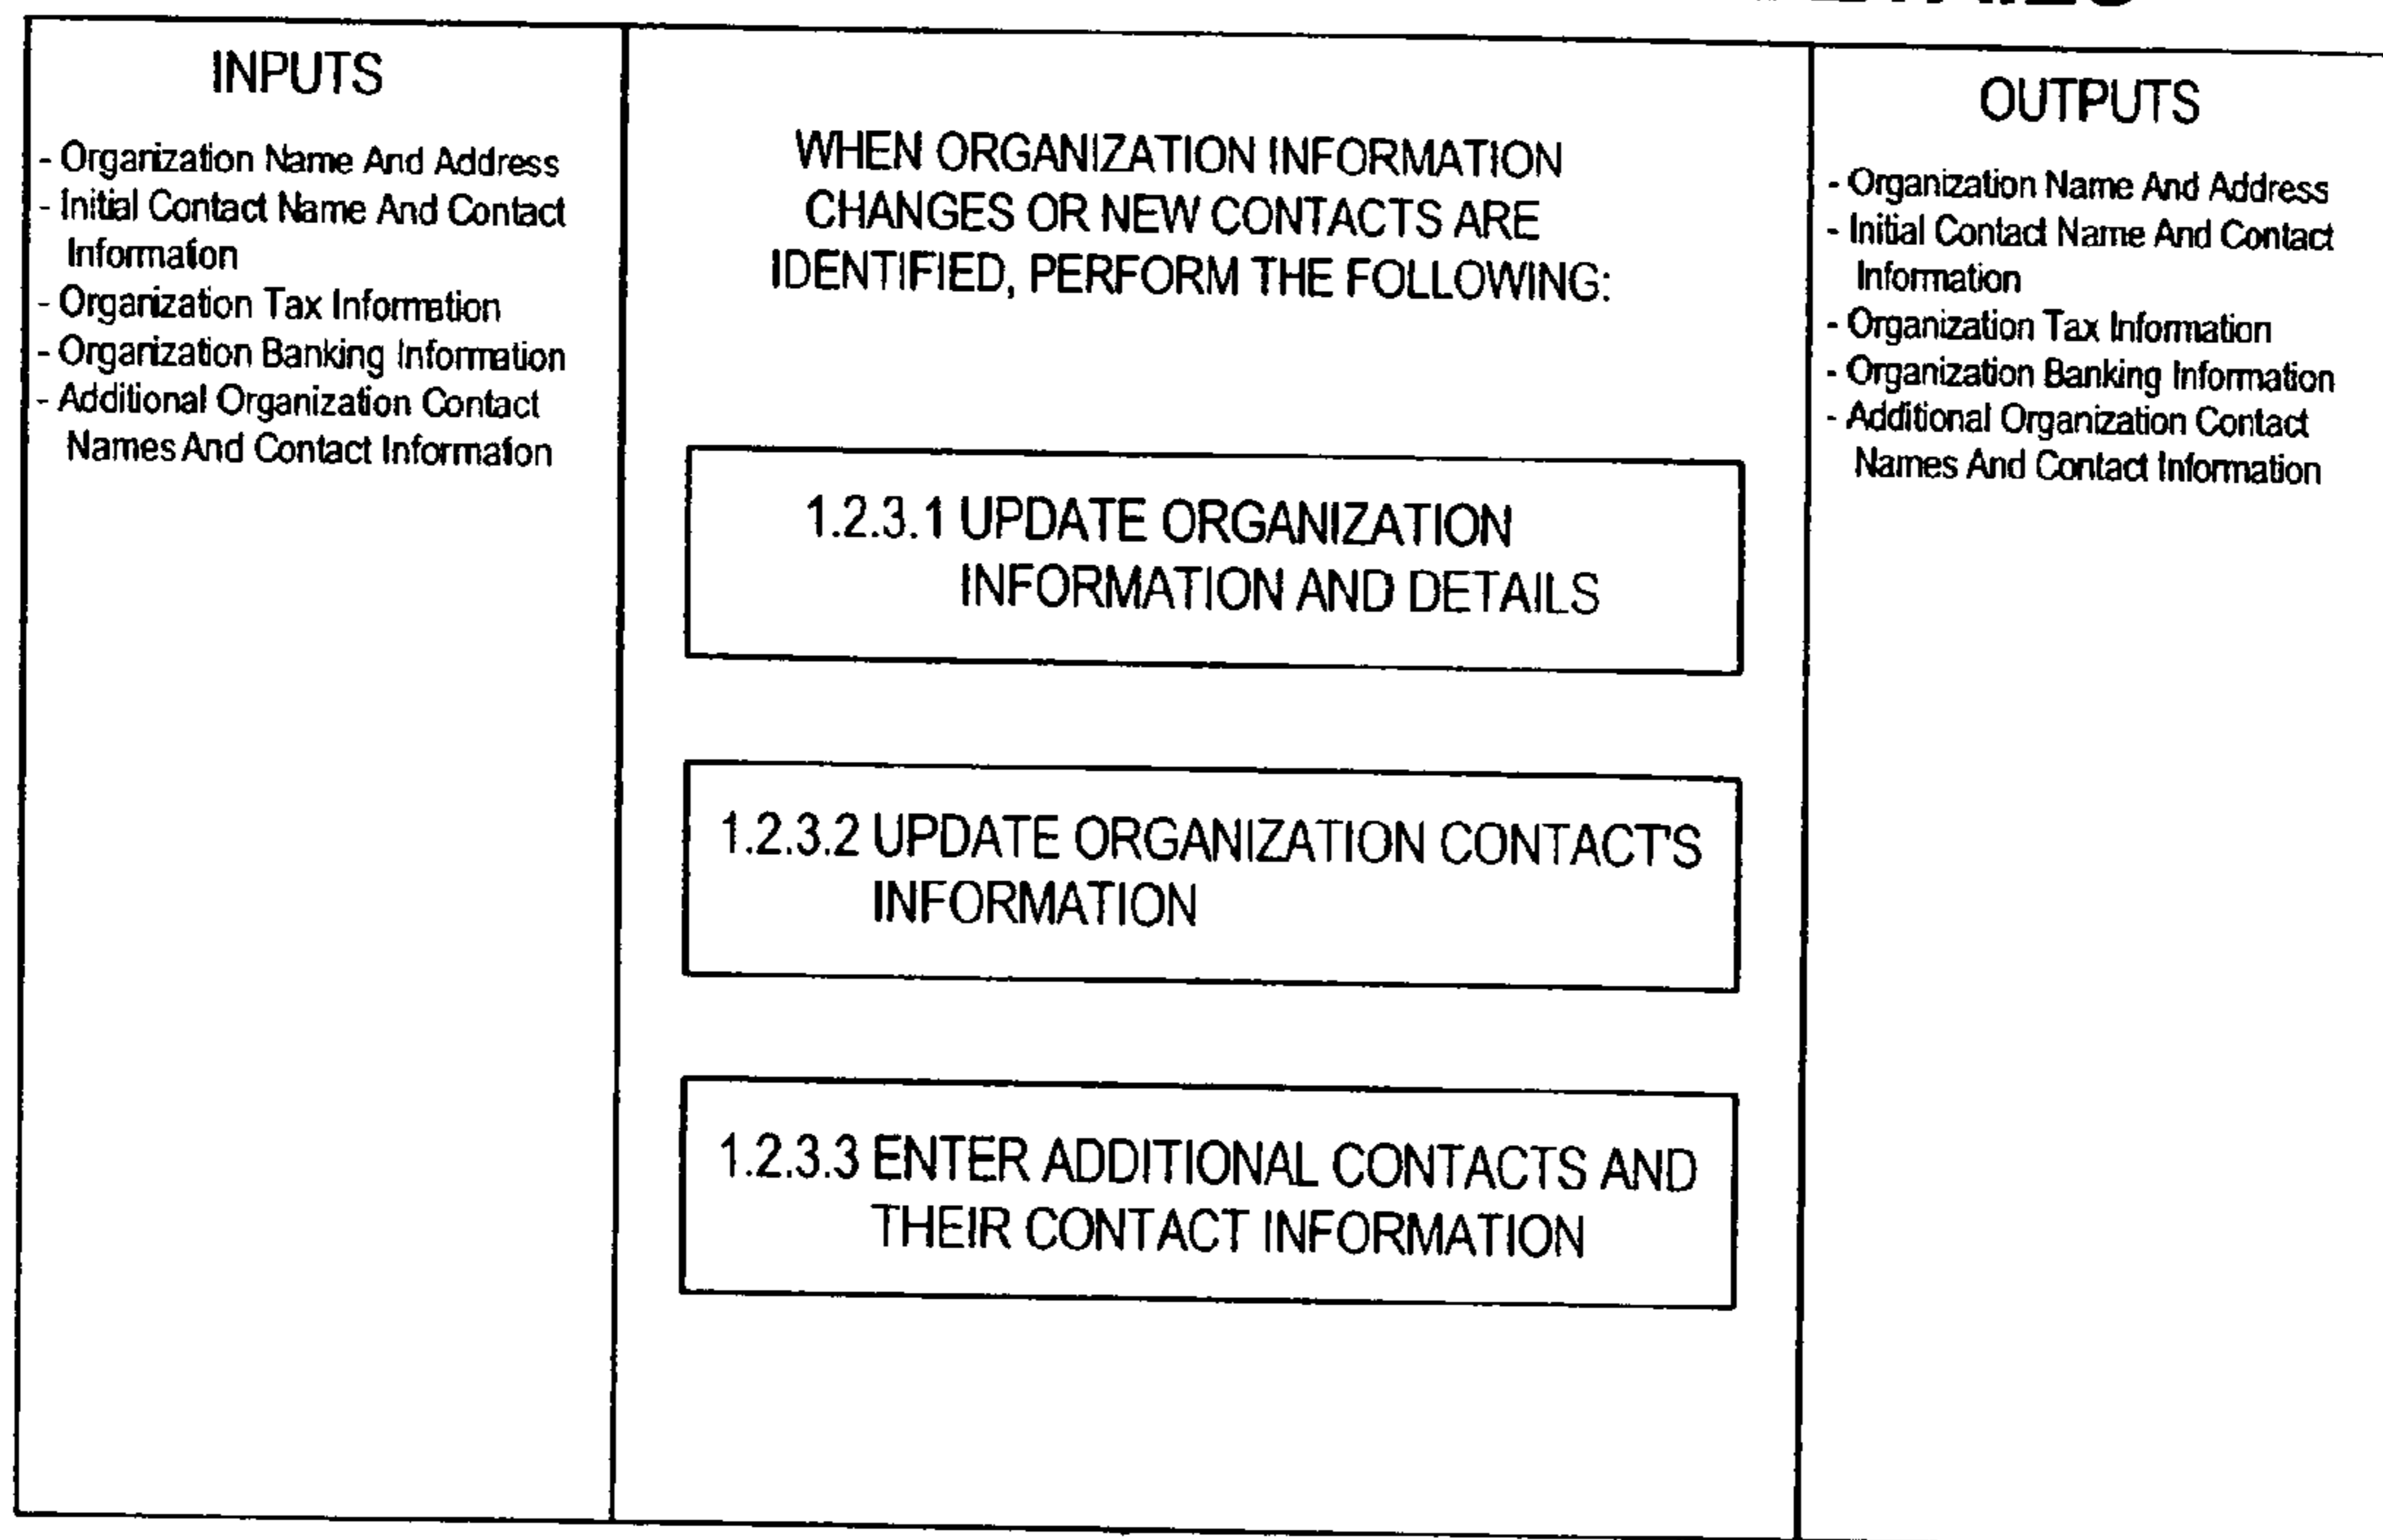 INPUTS
- Organization Name And Address
- Initial Contact Name And Contact
Informaton
- Organization Tax Information
- Organization Banking Information
- Additional Organization Contact
Names And Contact Informaton
WHEN ORGANIZATION INFORMATION
CHANGES OR NEW CONTACTS ARE
IDENTIFIED, PERFORM THE FOLLOWING:
1.2.3.1 UPDATE ORGANIZATION
INFORMATION AND DETAILS
1.2.3.2 UPDATE ORGANIZATION CONTACT'S
INFORMATION
1.2.3.3 ENTER ADDITIONAL CONTACTS AND
THEIR CONTACT INFORMATION
OUTPUTS
- Organization Name And Address
- Initial Contact Name And Contact
Information
- Organization Tax Information
- Organization Banking Information
- Additional Organization Contact
Names And Contact Information